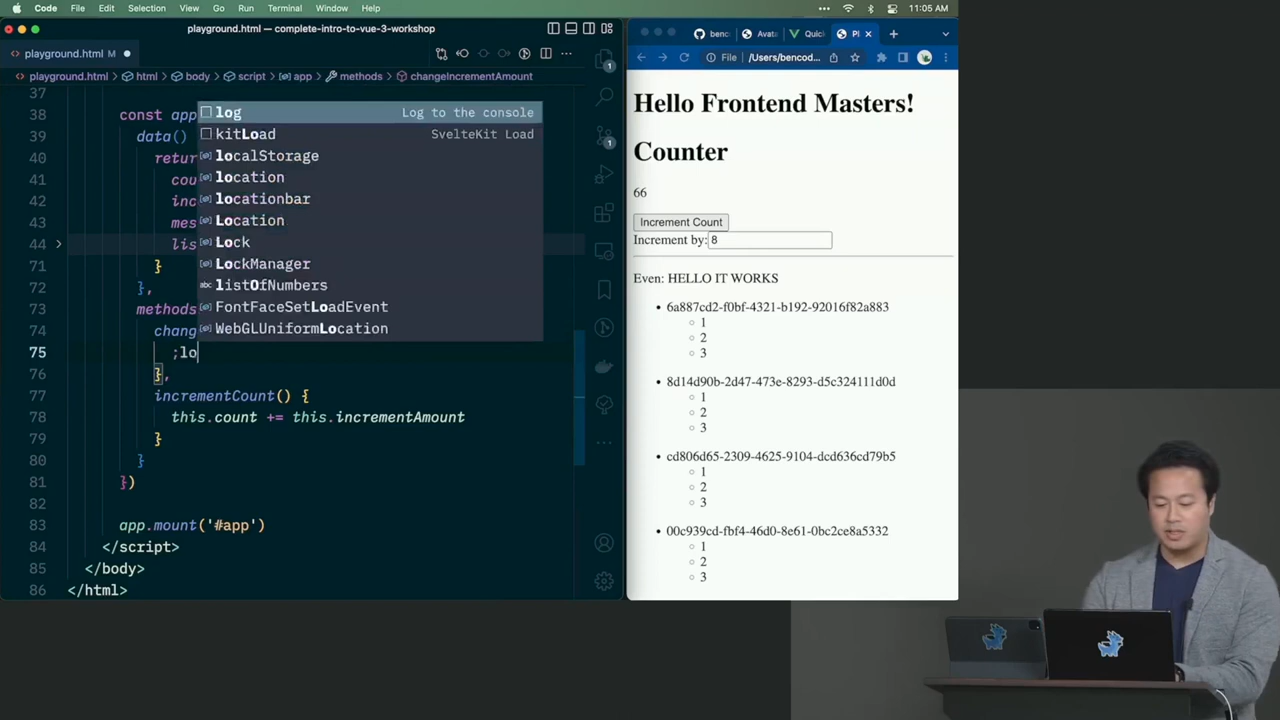 Code File Edit Selection View Go Run Terminal Window Help 11:05 AM
playground.html — complete-intro-to-vue-3-workshop
playground.html M
playground.html > html > body > script > app > methods > changeIncrementAmount
37
38 const app
39 data()
40 retur
41 cou
42 inc
43 mes
44 lis
71 }
72 },
73 methods
74 chang
75 ;lo
76 },
77 incrementCount() {
78 this.count += this.incrementAmount
79 }
80 }
81 })
82
83 app.mount('#app')
84 </script>
85 </body>
86 </html>
log Log to the console
kitLoad SvelteKit Load
localStorage
location
locationbar
Location
Lock
LockManager
listOfNumbers
FontFaceSetLoadEvent
WebGLUniformLocation
1
1
benc
Avata
Quick
Pl
File /Users/bencod...
Hello Frontend Masters!
Counter
66
Increment Count
Increment by: 8
Even: HELLO IT WORKS
6a887cd2-f0bf-4321-b192-92016f82a883
1
2
3
8d14d90b-2d47-473e-8293-d5c324111d0d
1
2
3
cd806d65-2309-4625-9104-dcd636cd79b5
1
2
3
00c939cd-fbf4-46d0-8e61-0bc2ce8a5332
1
2
3